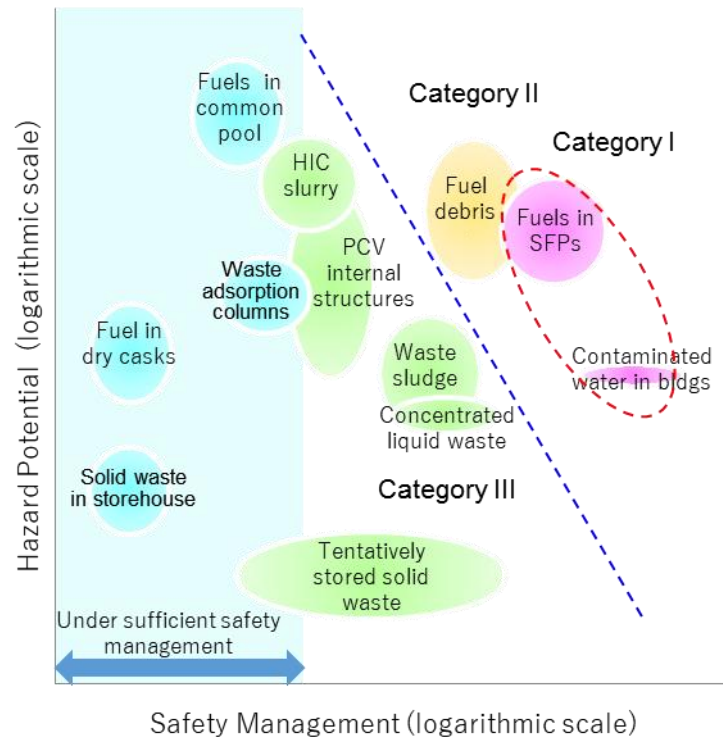 Hazard Potential (logarithmic scale)
Fuels in
common
pool
Category II
Category I
HIC
slurry
Fuel
debris
Fuels in
SFPs
PCV
internal
structures
Waste
adsorption
columns
Fuel in
dry casks
Waste
sludge
Contaminated
water in bldgs
Concentrated
liquid waste
Solid waste
in storehouse
Category III
Tentatively
stored solid
waste
Under sufficient safety
management
Safety Management (logarithmic scale)